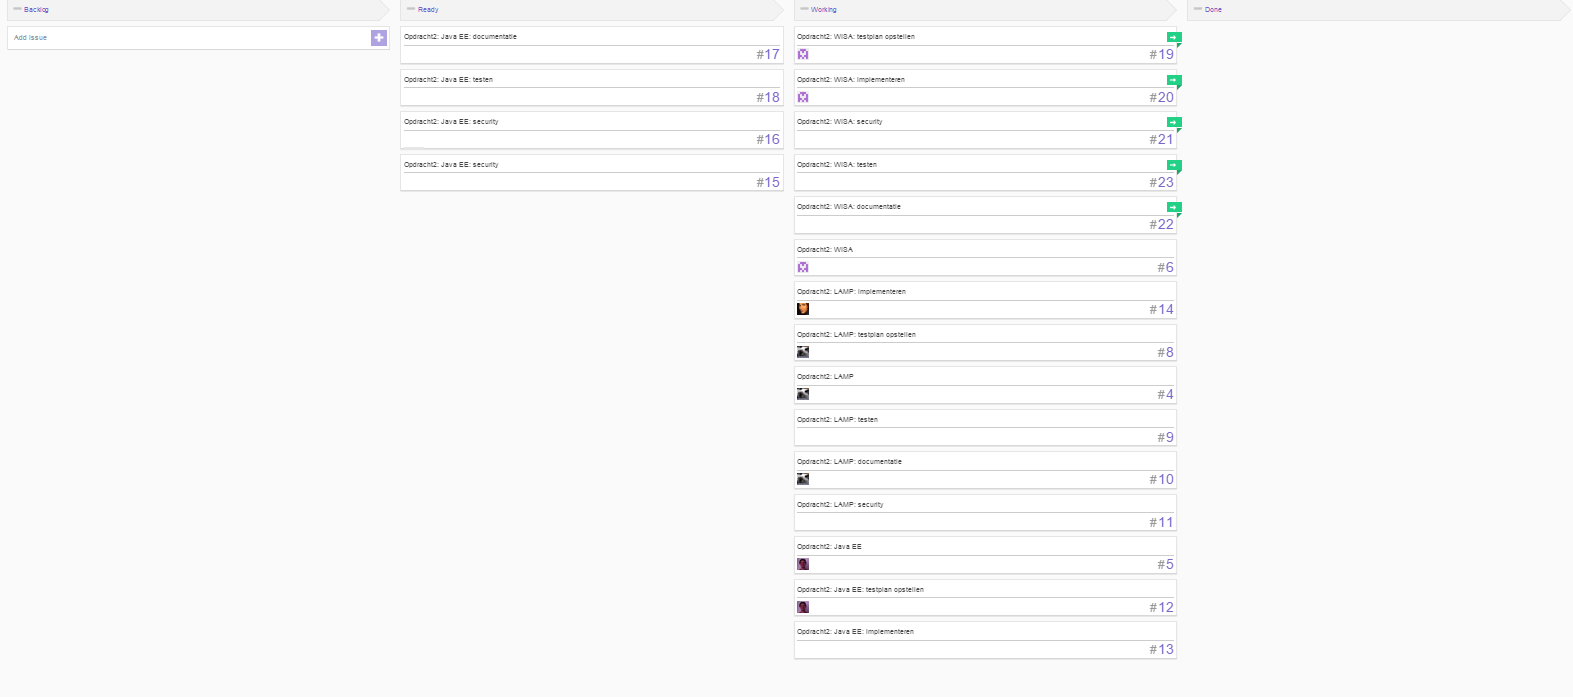 Backlog
Add Issue
Ready
Opdracht2: Java EE: documentatie
#17
Opdracht2: Java EE: testen
#18
Opdracht2: Java EE: security
#16
Opdracht2: Java EE: security
#15
Working
Opdracht2: WISA: testplan opstellen
#19
Opdracht2: WISA: implementeren
#20
Opdracht2: WISA: security
#21
Opdracht2: WISA: testen
#23
Opdracht2: WISA: documentatie
#22
Opdracht2: WISA
#6
Opdracht2: LAMP: implementeren
#14
Opdracht2: LAMP: testplan opstellen
#8
Opdracht2: LAMP
#4
Opdracht2: LAMP: testen
#9
Opdracht2: LAMP: documentatie
#10
Opdracht2: LAMP: security
#11
Opdracht2: Java EE
#5
Opdracht2: Java EE: testplan opstellen
#12
Opdracht2: Java EE: implementeren
#13
Done